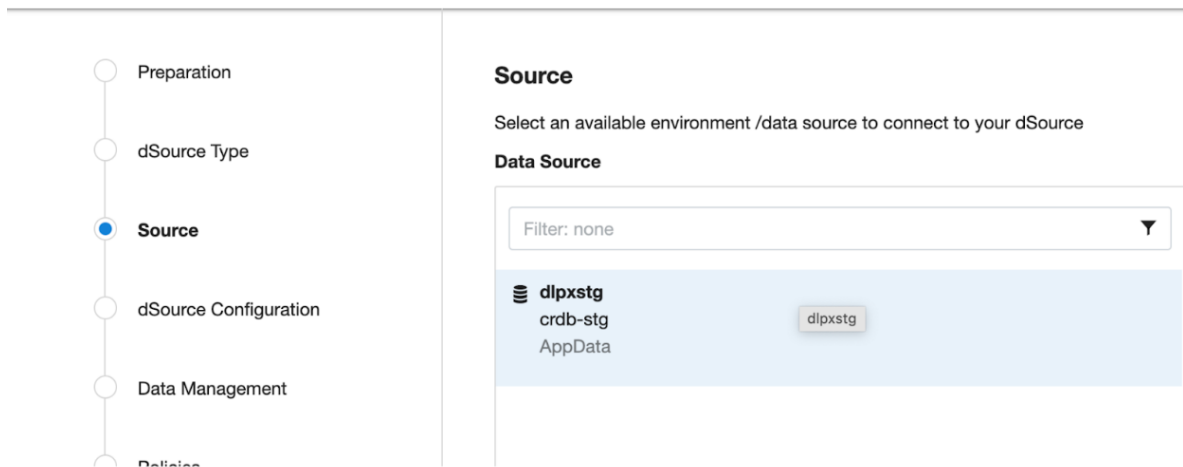 Preparation
dSource Type
Source
dSource Configuration
Data Management
Policies
Source
Select an available environment /data source to connect to your dSource
Data Source
Filter: none
dlpxstg
crdb-stg
AppData
dlpxstg